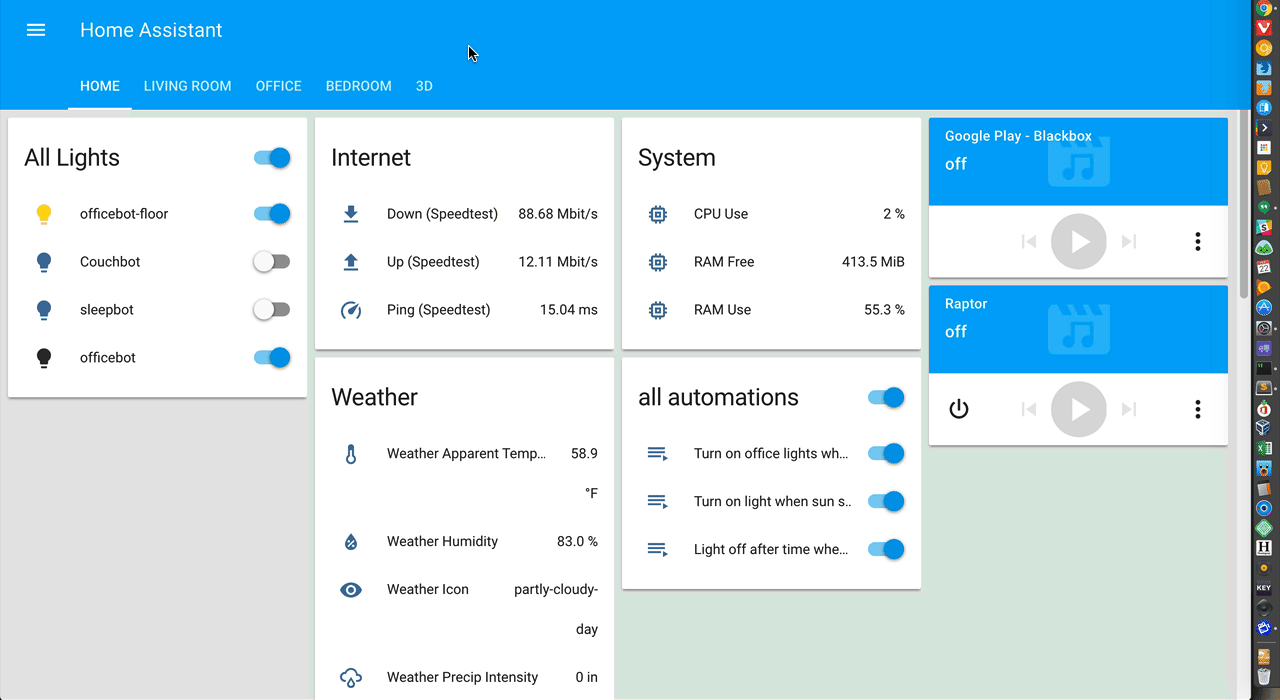 Home Assistant
HOME LIVING ROOM OFFICE BEDROOM 3D
All Lights
officebot-floor
Couchbot
sleepbot
officebot
Internet
Down (Speedtest) 88.68 Mbit/s
Up (Speedtest) 12.11 Mbit/s
Ping (Speedtest) 15.04 ms
Weather
Weather Apparent Temp... 58.9
°F
Weather Humidity 83.0 %
Weather Icon partly-cloudy-
day
Weather Precip Intensity 0 in
System
CPU Use 2 %
RAM Free 413.5 MiB
RAM Use 55.3 %
all automations
Turn on office lights wh...
Turn on light when sun s..
Light off after time whe...
Google Play - Blackbox
off
Raptor
off
22
H
KEY